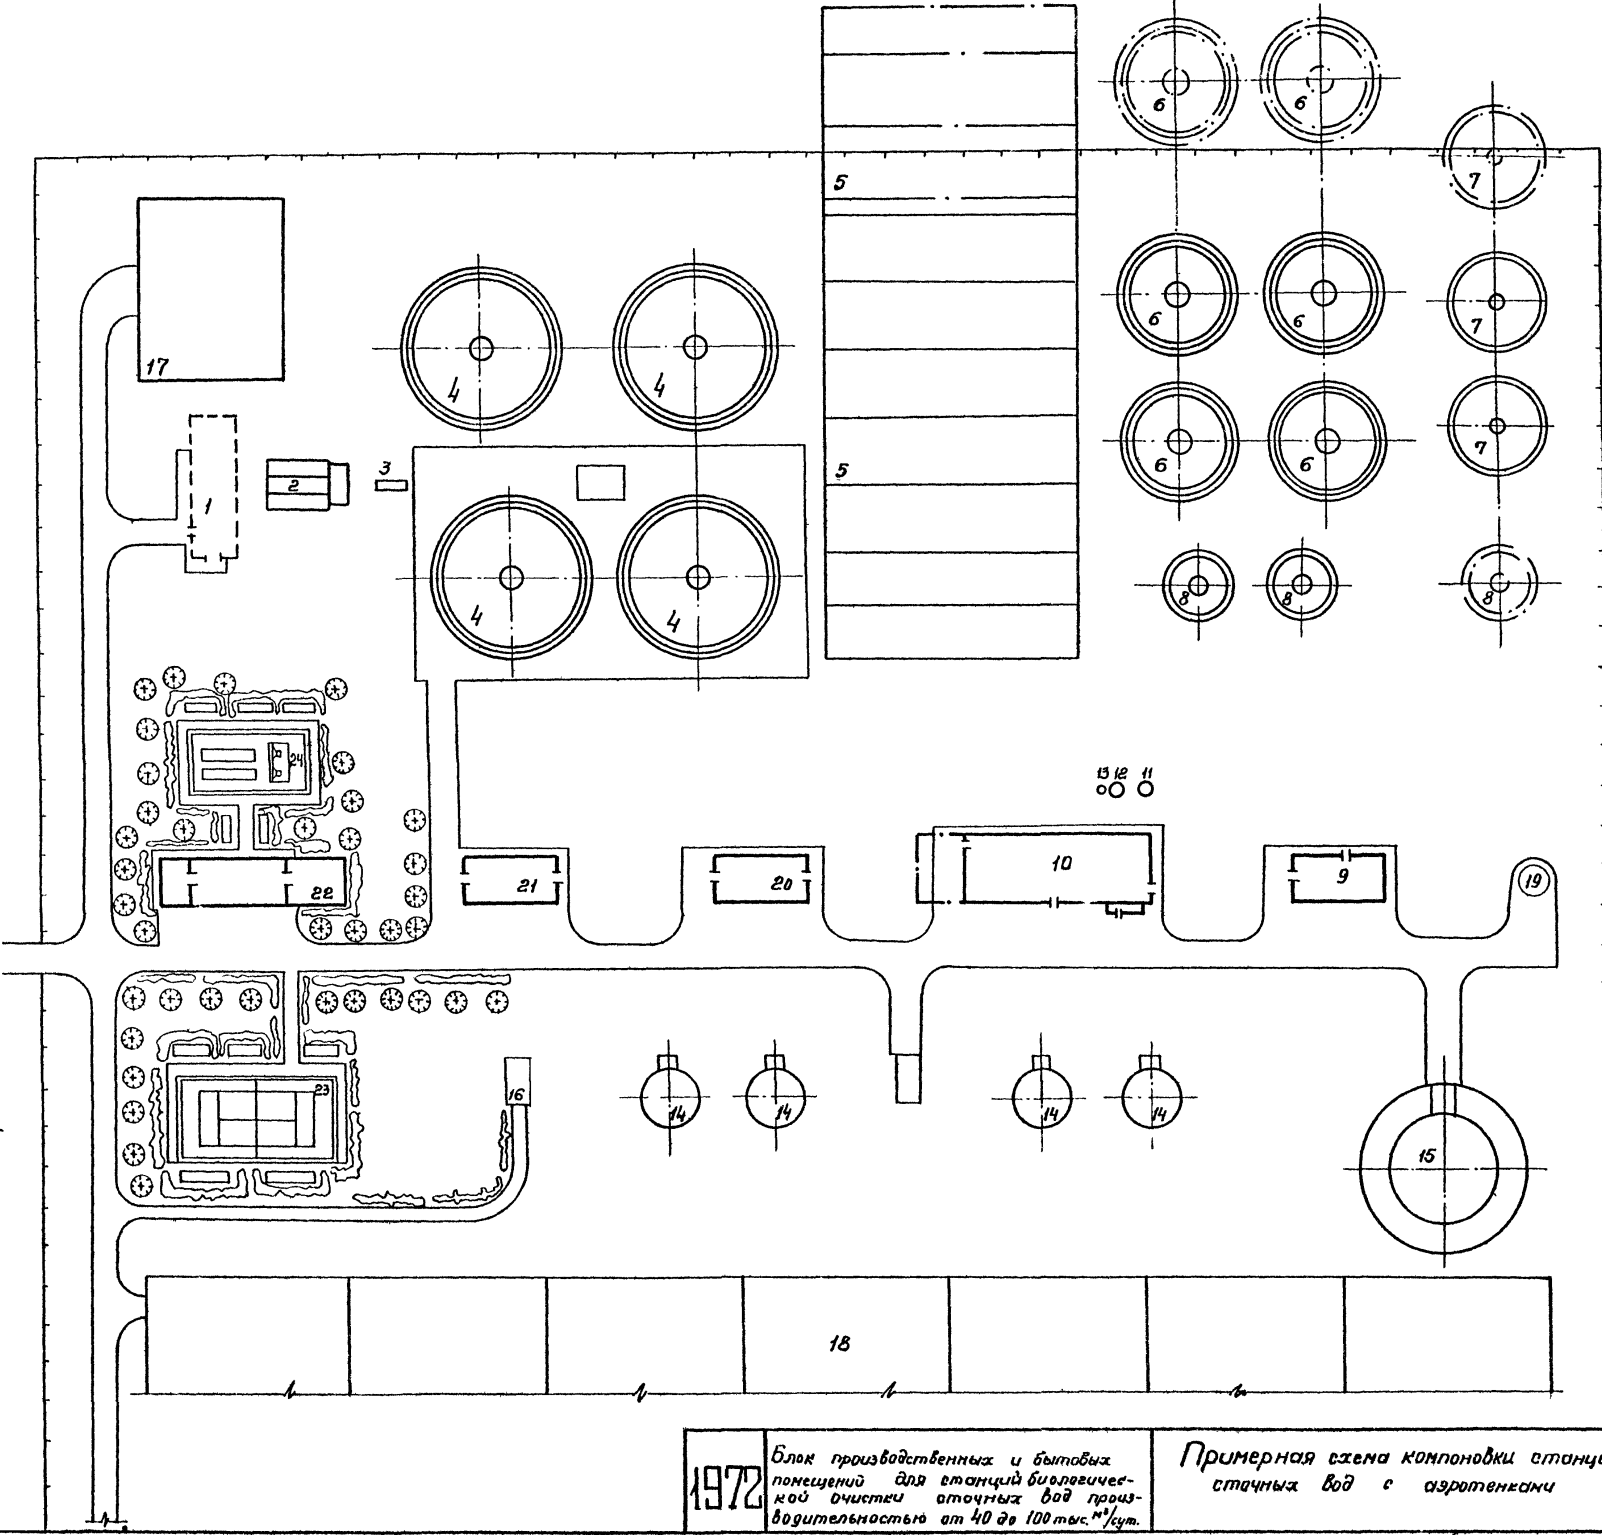 6 6
7
5
17
4 4
6 6 7
6 6 7
5
1 2 3
4 4
8 8 8
24
13 12 11
22 21 20 10 9 19
23
16 14 14 14 14
15
18
1972
Блок производственных и бытовых
помещений для станций биологичес-
кой очистки сточных вод произ-
водительностью от 40 до 100 тыс. м³/сут.
Примерная схема компоновки
сточных вод с аэротенками